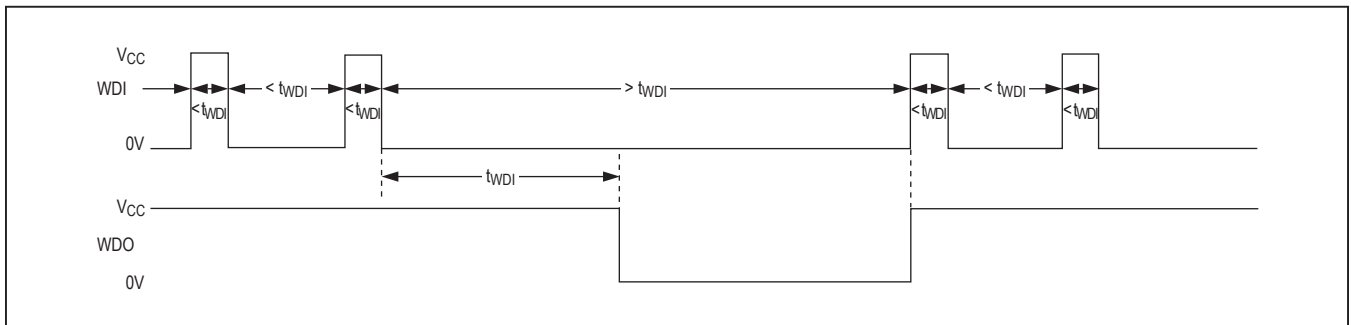 VCC
WDI
< tWDI
< tWDI
< tWDI
> tWDI
< tWDI
< tWDI
< tWDI
0V
tWDI
VCC
WDO
0V